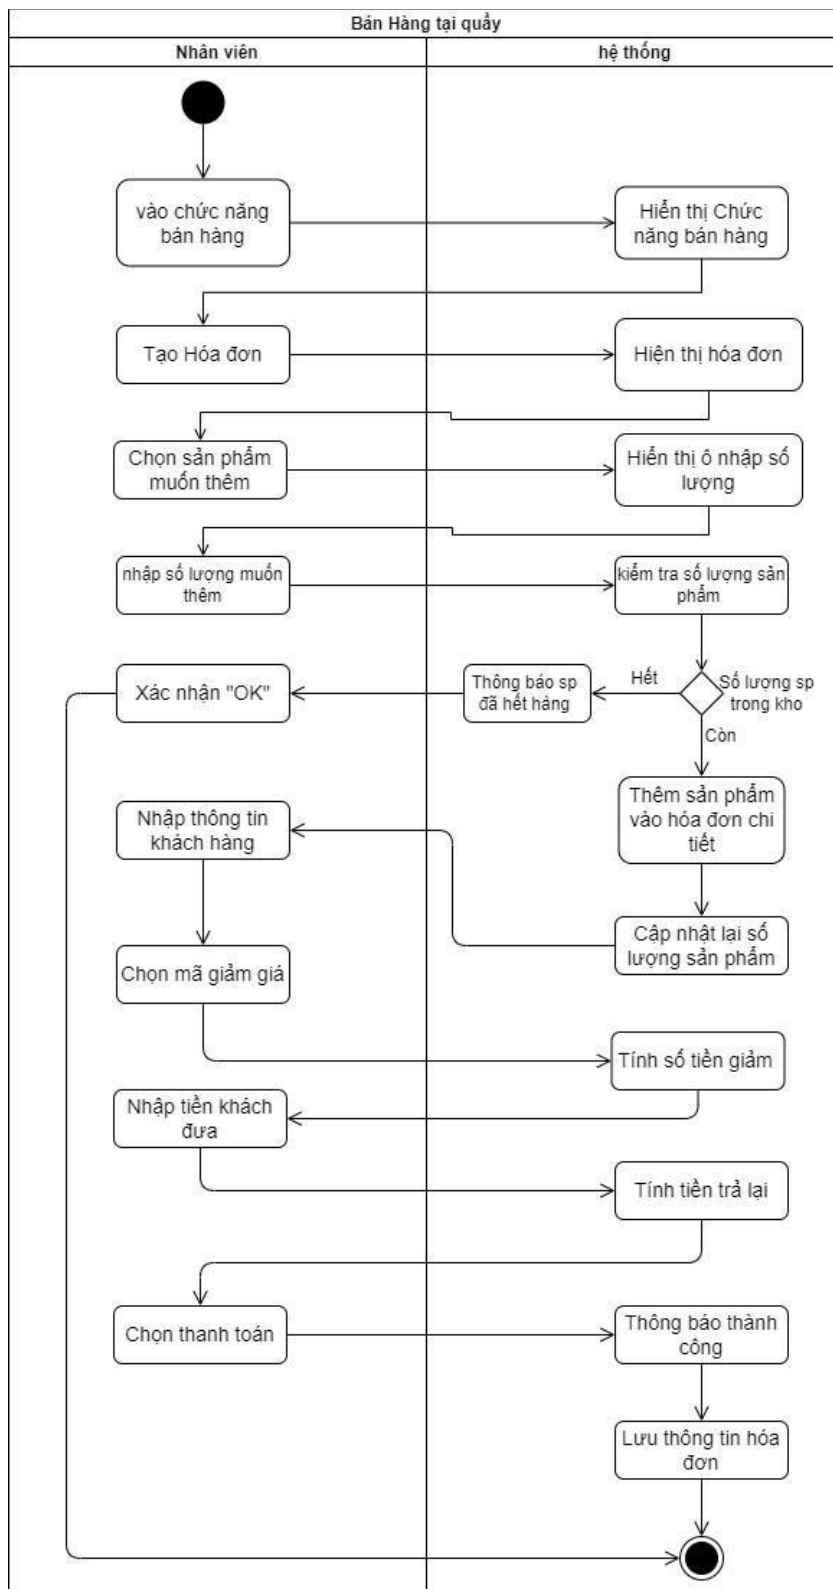 Bán Hàng tại quầy
Nhân viên
hệ thống
vào chức năng
bán hàng
Hiển thị Chức
năng bán hàng
Tạo Hóa đơn
Hiện thị hóa đơn
Chọn sản phẩm
muốn thêm
Hiển thị ô nhập số
lượng
nhập số lượng muốn
thêm
kiểm tra số lượng sản
phẩm
Xác nhận "OK"
Thông báo sp
đã hết hàng
Hết
Số lượng sp
trong kho
Còn
Thêm sản phẩm
vào hóa đơn chi
tiết
Nhập thông tin
khách hàng
Cập nhật lại số
lượng sản phẩm
Chọn mã giảm giá
Tính số tiền giảm
Nhập tiền khách
đưa
Tính tiền trả lại
Chọn thanh toán
Thông báo thành
công
Lưu thông tin hóa
đơn